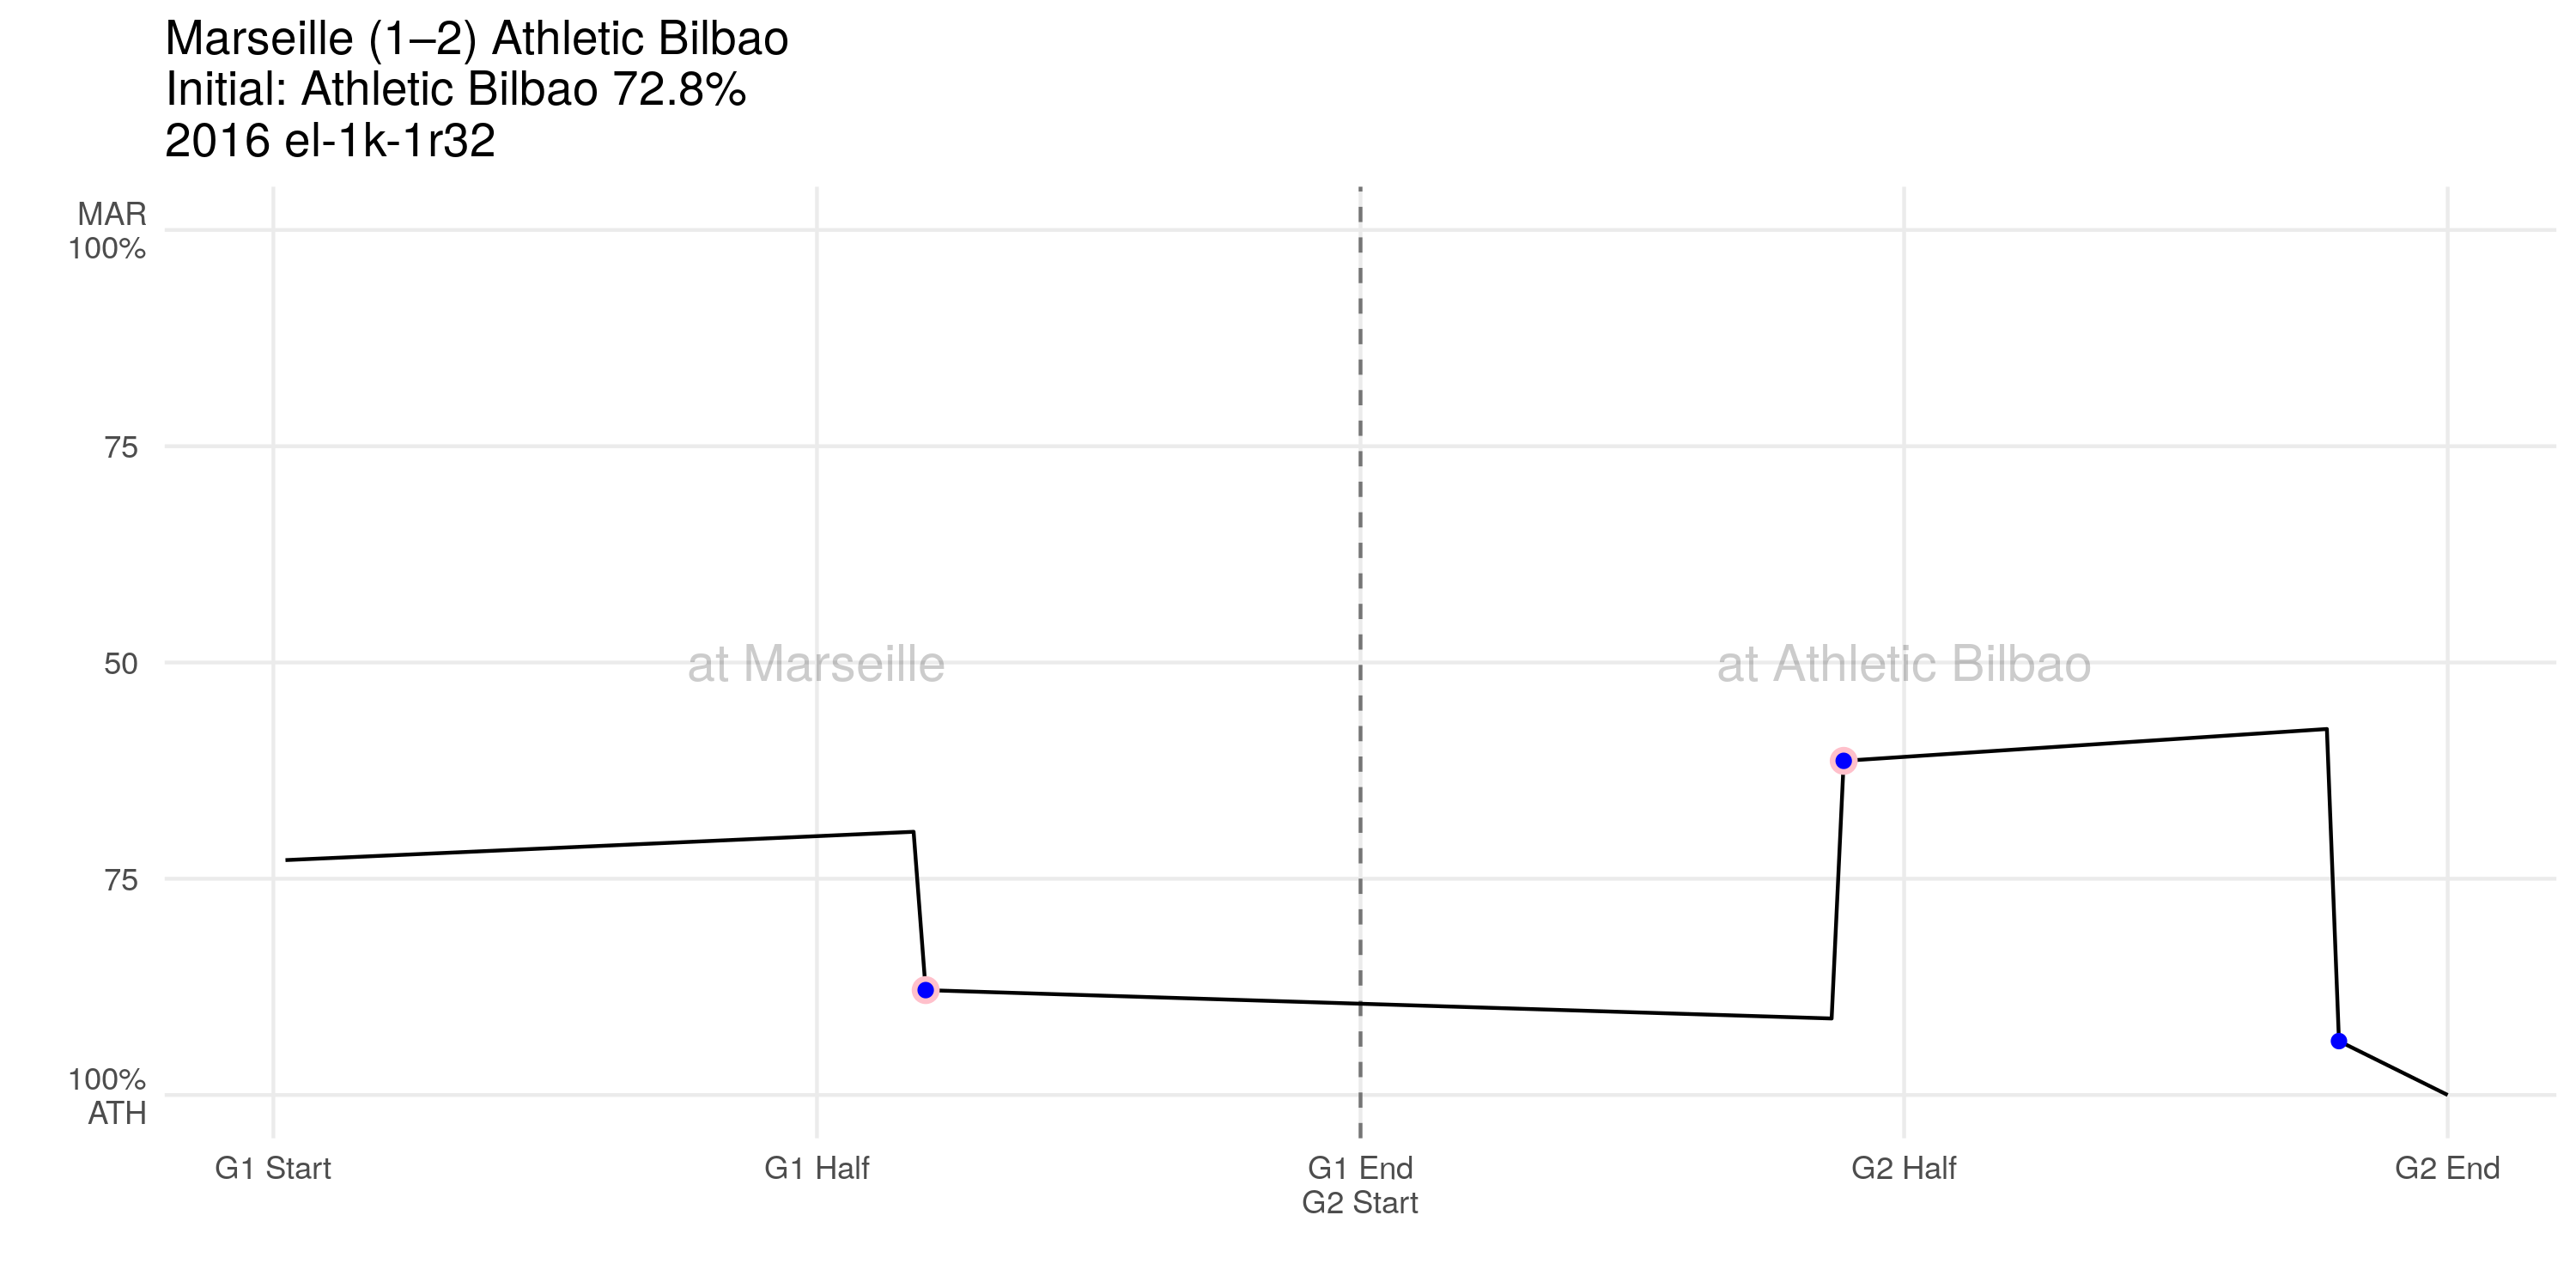 Marseille (1–2) Athletic Bilbao
Initial: Athletic Bilbao 72.8%
2016 el-1k-1r32
MAR
100%
75
50
75
100%
ATH
at Marseille
at Athletic Bilbao
G1 Start
G1 Half
G1 End
G2 Start
G2 Half
G2 End